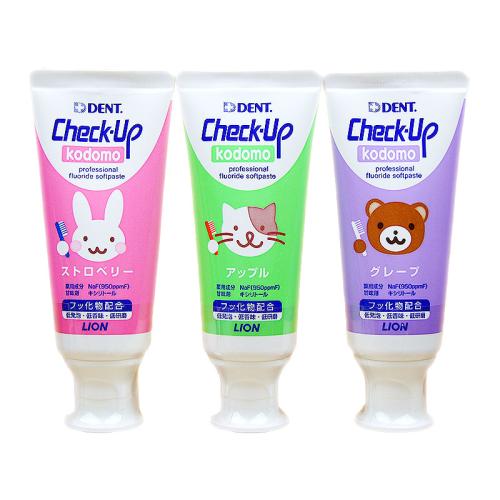 DENT.
Check-Up
kodomo
professional
fluoride softpaste
ストロベリー
薬用成分 NaF(950ppmF)
甘味剤 キシリトール
フッ化物配合
低発泡・低香味・低研磨
LION
DENT.
Check-Up
kodomo
professional
fluoride softpaste
アップル
薬用成分 NaF(950ppmF)
甘味剤 キシリトール
フッ化物配合
低発泡・低香味・低研磨
LION
DENT.
Check-Up
kodomo
professional
fluoride softpaste
グレープ
薬用成分 NaF(950ppmF)
甘味剤 キシリトール
フッ化物配合
低発泡・低香味・低研磨
LION